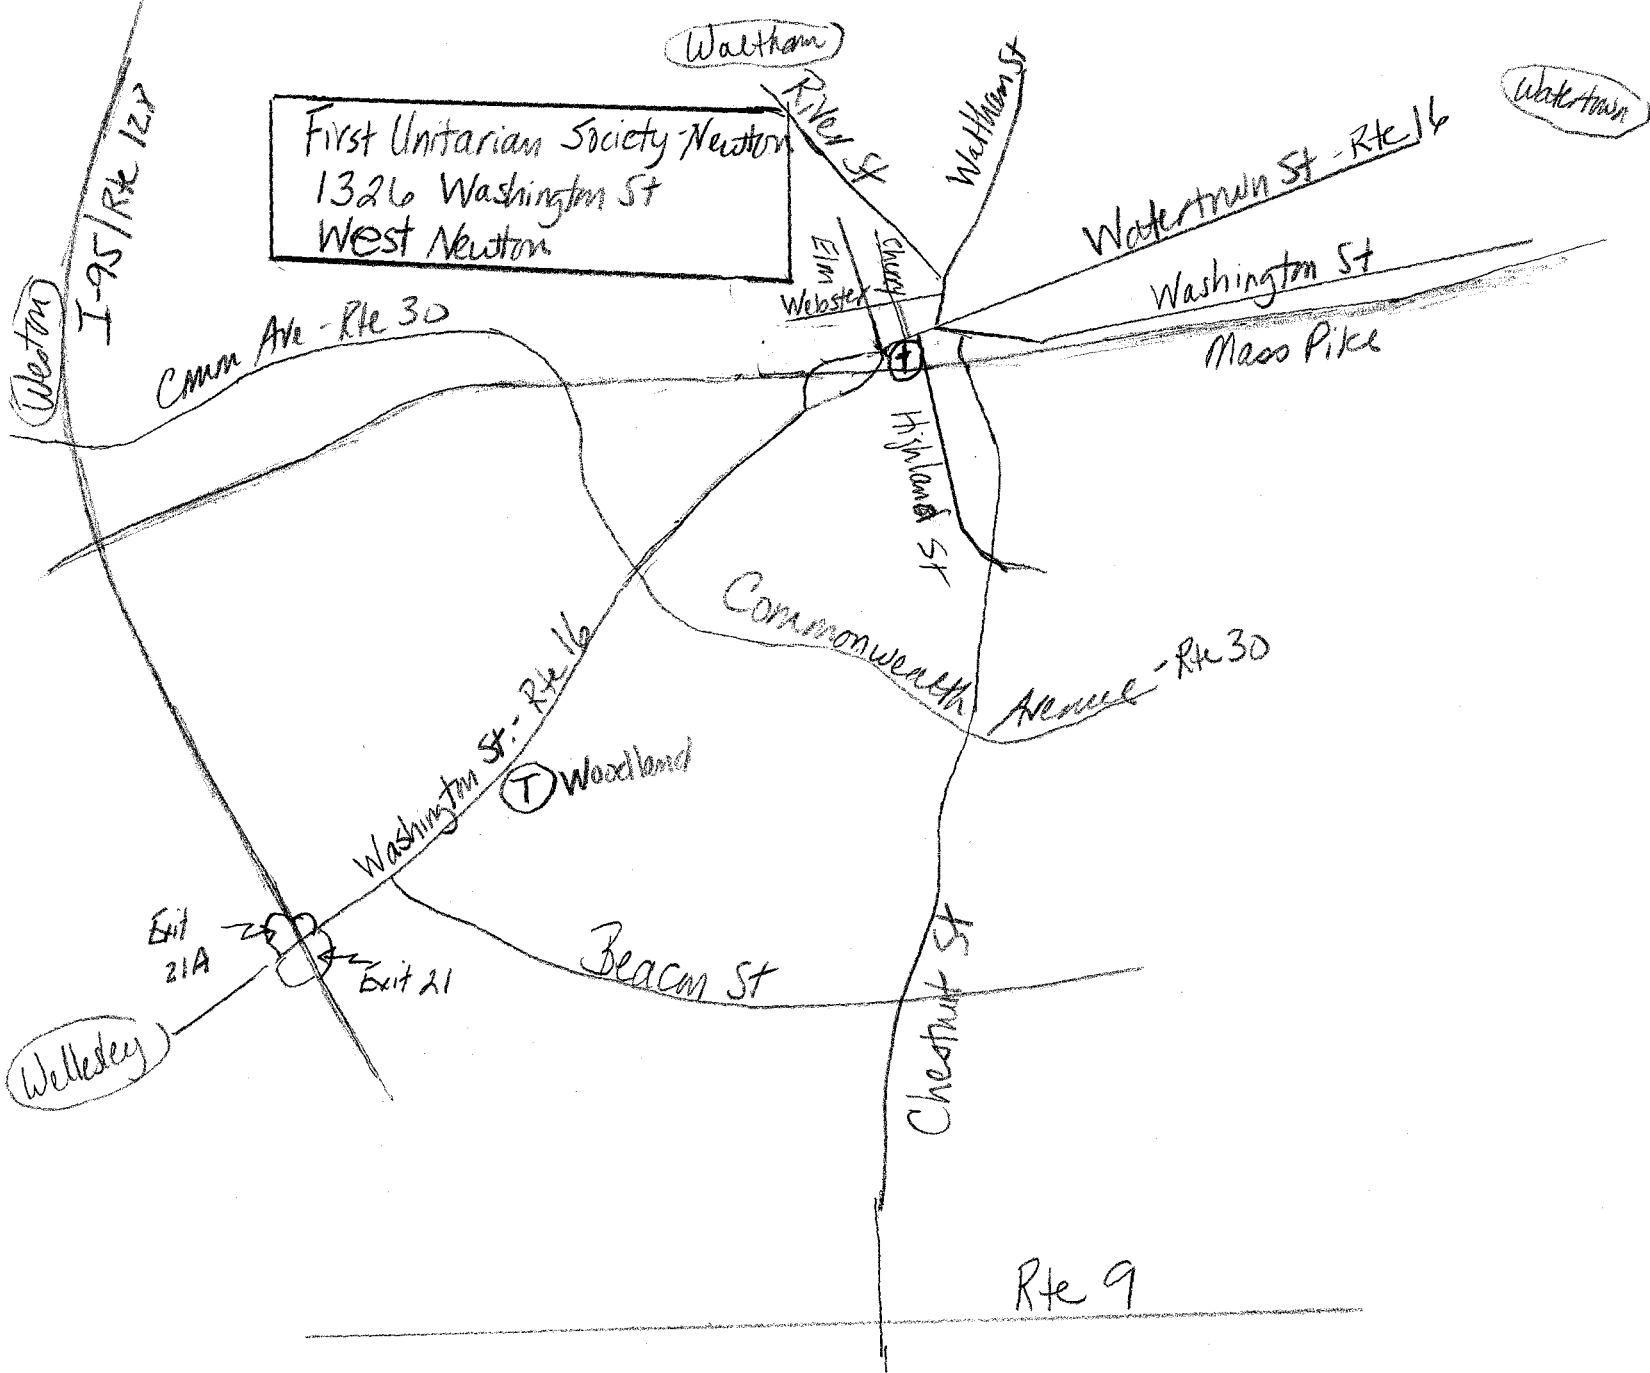 Waltham
Watertown
First Unitarian Society-Newton
1326 Washington St
West Newton
I-95/Rte 128
River St
Waltham St
Watertown St - Rte 16
Washington St
Mass Pike
Elm
Cherry
Webster
Weston
Comm Ave - Rte 30
Highland St
Commonwealth
Avenue - Rte 30
Washington St. - Rte 16
T Woodland
Exit
21A
Exit 21
Beacon St
Chestnut St
Wellesley
Rte 9